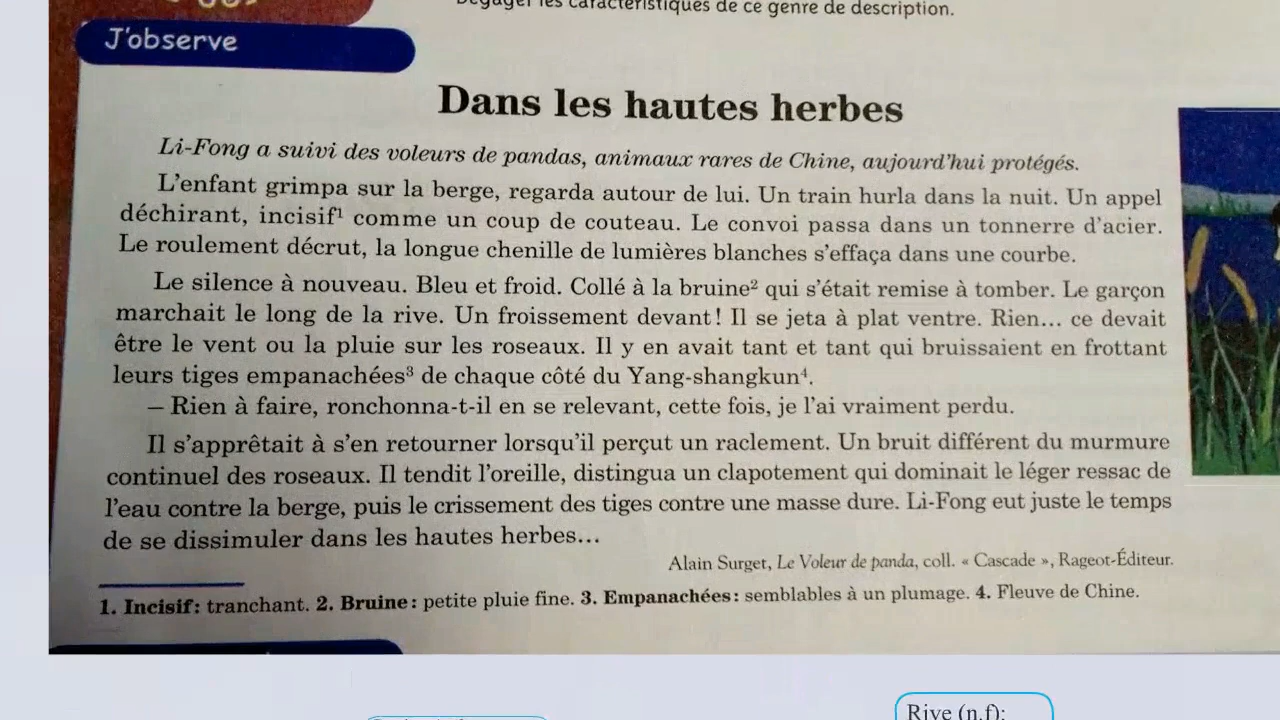 Dégager les caractéristiques de ce genre de description.
J'observe
Dans les hautes herbes
Li-Fong a suivi des voleurs de pandas, animaux rares de Chine, aujourd'hui protégés.
L'enfant grimpa sur la berge, regarda autour de lui. Un train hurla dans la nuit. Un appel
déchirant, incisif¹ comme un coup de couteau. Le convoi passa dans un tonnerre d'acier.
Le roulement décrut, la longue chenille de lumières blanches s'effaça dans une courbe.
Le silence à nouveau. Bleu et froid. Collé à la bruine² qui s'était remise à tomber. Le garçon
marchait le long de la rive. Un froissement devant! Il se jeta à plat ventre. Rien... ce devait
être le vent ou la pluie sur les roseaux. Il y en avait tant et tant qui bruissaient en frottant
leurs tiges empanachées³ de chaque côté du Yang-shangkun⁴.
– Rien à faire, ronchonna-t-il en se relevant, cette fois, je l'ai vraiment perdu.
Il s'apprêtait à s'en retourner lorsqu'il perçut un raclement. Un bruit différent du murmure
continuel des roseaux. Il tendit l'oreille, distingua un clapotement qui dominait le léger ressac de
l'eau contre la berge, puis le crissement des tiges contre une masse dure. Li-Fong eut juste le temps
de se dissimuler dans les hautes herbes...
Alain Surget, Le Voleur de panda, coll. « Cascade », Rageot-Éditeur.
1. Incisif: tranchant. 2. Bruine: petite pluie fine. 3. Empanachées: semblables à un plumage. 4. Fleuve de Chine.
Rive (n.f):